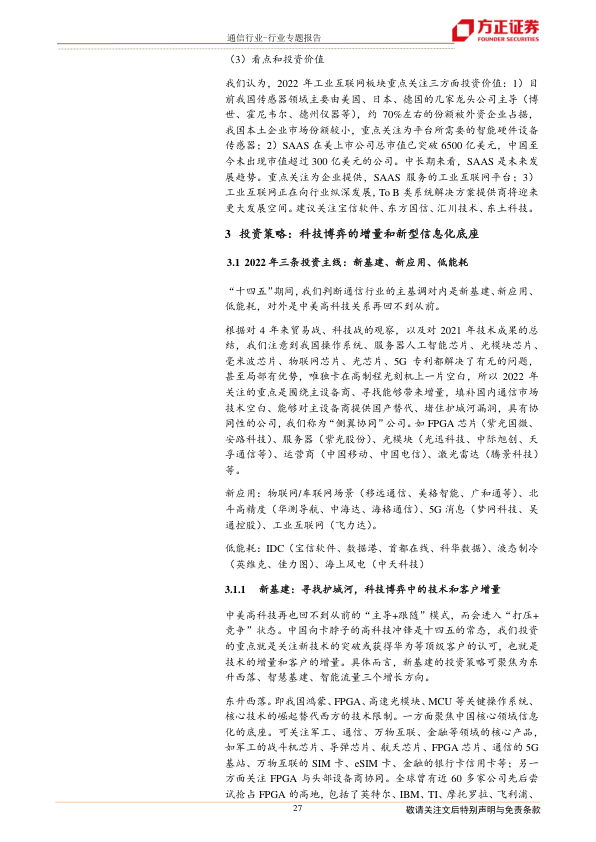 通信行业-行业专题报告
方正证券
FOUNDER SECURITIES
（3）看点和投资价值
我们认为，2022 年工业互联网板块重点关注三方面投资价值：1）目
前我国传感器领域主要由美国、日本、德国的几家龙头公司主导（博
世、霍尼韦尔、德州仪器等），约 70%左右的份额被外资企业占据，
我国本土企业市场份额较小，重点关注为平台所需要的智能硬件设备
传感器；2）SAAS 在美上市公司总市值已突破 6500 亿美元，中国至
今未出现市值超过 300 亿美元的公司。中长期来看，SAAS 是未来发
展趋势。重点关注为企业提供，SAAS 服务的工业互联网平台；3）
工业互联网正在向行业纵深发展，To B 类系统解决方案提供商将迎来
更大发展空间。建议关注宝信软件、东方国信、汇川技术、东土科技。
3 投资策略：科技博弈的增量和新型信息化底座
3.1 2022 年三条投资主线：新基建、新应用、低能耗
“十四五”期间，我们判断通信行业的主基调对内是新基建、新应用、
低能耗，对外是中美高科技关系再回不到从前。
根据对 4 年来贸易战、科技战的观察，以及对 2021 年技术成果的总
结，我们注意到我国操作系统、服务器人工智能芯片、光模块芯片、
毫米波芯片、物联网芯片、光芯片、5G 专利都解决了有无的问题，
甚至局部有优势，唯独卡在高制程光刻机上一片空白，所以 2022 年
关注的重点是围绕主设备商、寻找能够带来增量，填补国内通信市场
技术空白、能够对主设备商提供国产替代、堵住护城河漏洞，具有协
同性的公司，我们称为“侧翼协同”公司。如 FPGA 芯片（紫光国微、
安路科技）、服务器（紫光股份）、光模块（光迅科技、中际旭创、天
孚通信等）、运营商（中国移动、中国电信）、激光雷达（腾景科技）
等。
新应用：物联网/车联网场景（移远通信、美格智能、广和通等）、北
斗高精度（华测导航、中海达、海格通信）、5G 消息（梦网科技、吴
通控股）、工业互联网（飞力达）。
低能耗：IDC（宝信软件、数据港、首都在线、科华数据）、液态制冷
（英维克、佳力图）、海上风电（中天科技）
3.1.1 新基建：寻找护城河，科技博弈中的技术和客户增量
中美高科技再也回不到从前的“主导+跟随”模式，而会进入“打压+
竞争”状态。中国向卡脖子的高科技冲锋是十四五的常态，我们投资
的重点就是关注新技术的突破或获得华为等顶级客户的认可，也就是
技术的增量和客户的增量。具体而言，新基建的投资策略可聚焦为东
升西落、智慧基建、智能流量三个增长方向。
东升西落。即我国鸿蒙、FPGA、高速光模块、MCU 等关键操作系统、
核心技术的崛起替代西方的技术限制。一方面聚焦中国核心领域信息
化的底座。可关注军工、通信、万物互联、金融等领域的核心产品，
如军工的战斗机芯片、导弹芯片、航天芯片、FPGA 芯片、通信的 5G
基站、万物互联的 SIM 卡、eSIM 卡、金融的银行卡信用卡等；另一
方面关注 FPGA 与头部设备商协同。全球曾有近 60 多家公司先后尝
试抢占 FPGA 的高地，包括了英特尔、IBM、TI、摩托罗拉、飞利浦、
27
敬请关注文后特别声明与免责条款